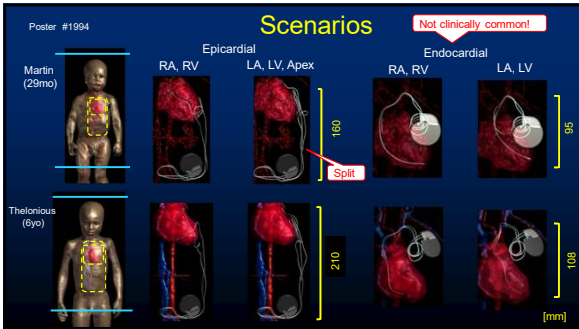 Poster #1994
Scenarios
Not clinically common!
Epicardial
Endocardial
RA, RV
LA, LV, Apex
RA, RV
LA, LV
Martin
(29mo)
160
95
Split
Thelonious
(6yo)
210
108
[mm]